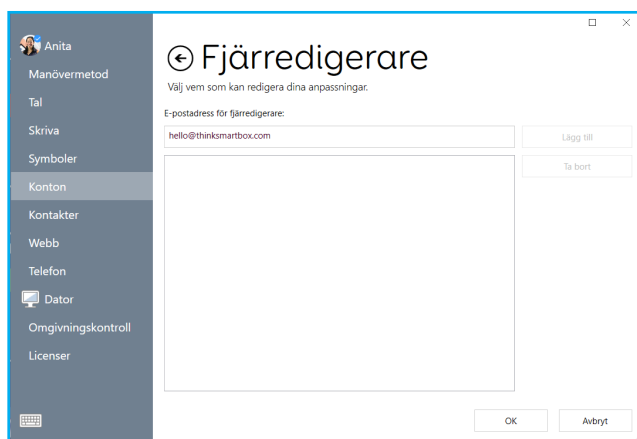 Anita
Manövermetod
Tal
Skriva
Symboler
Konton
Kontakter
Webb
Telefon
Dator
Omgivningskontroll
Licenser
Fjärredigerare
Välj vem som kan redigera dina anpassningar.
E-postadress för fjärredigerare:
hello@thinksmartbox.com
Lägg till
Ta bort
OK
Avbryt